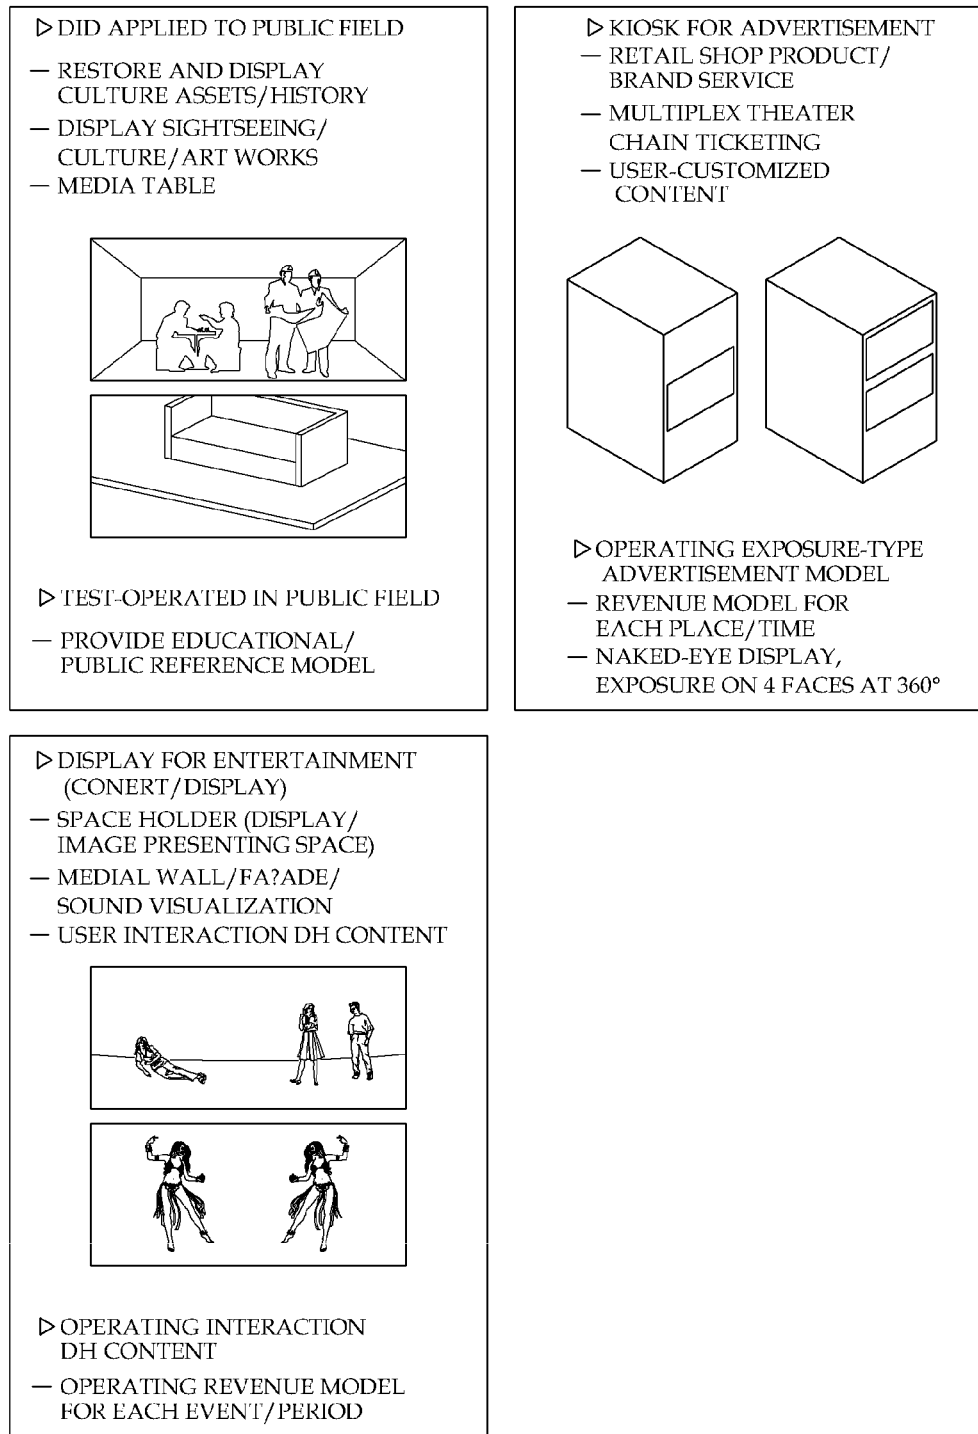 ▷ DID APPLIED TO PUBLIC FIELD
— RESTORE AND DISPLAY
CULTURE ASSETS/HISTORY
— DISPLAY SIGHTSEEING/
CULTURE/ART WORKS
— MEDIA TABLE
▷ TEST-OPERATED IN PUBLIC FIELD
— PROVIDE EDUCATIONAL/
PUBLIC REFERENCE MODEL
▷ KIOSK FOR ADVERTISEMENT
— RETAIL SHOP PRODUCT/
BRAND SERVICE
— MULTIPLEX THEATER
CHAIN TICKETING
— USER-CUSTOMIZED
CONTENT
▷ OPERATING EXPOSURE-TYPE
ADVERTISEMENT MODEL
— REVENUE MODEL FOR
EACH PLACE/TIME
— NAKED-EYE DISPLAY,
EXPOSURE ON 4 FACES AT 360°
▷ DISPLAY FOR ENTERTAINMENT
(CONERT/DISPLAY)
— SPACE HOLDER (DISPLAY/
IMAGE PRESENTING SPACE)
— MEDIAL WALL/FA?ADE/
SOUND VISUALIZATION
— USER INTERACTION DH CONTENT
▷ OPERATING INTERACTION
DH CONTENT
— OPERATING REVENUE MODEL
FOR EACH EVENT/PERIOD